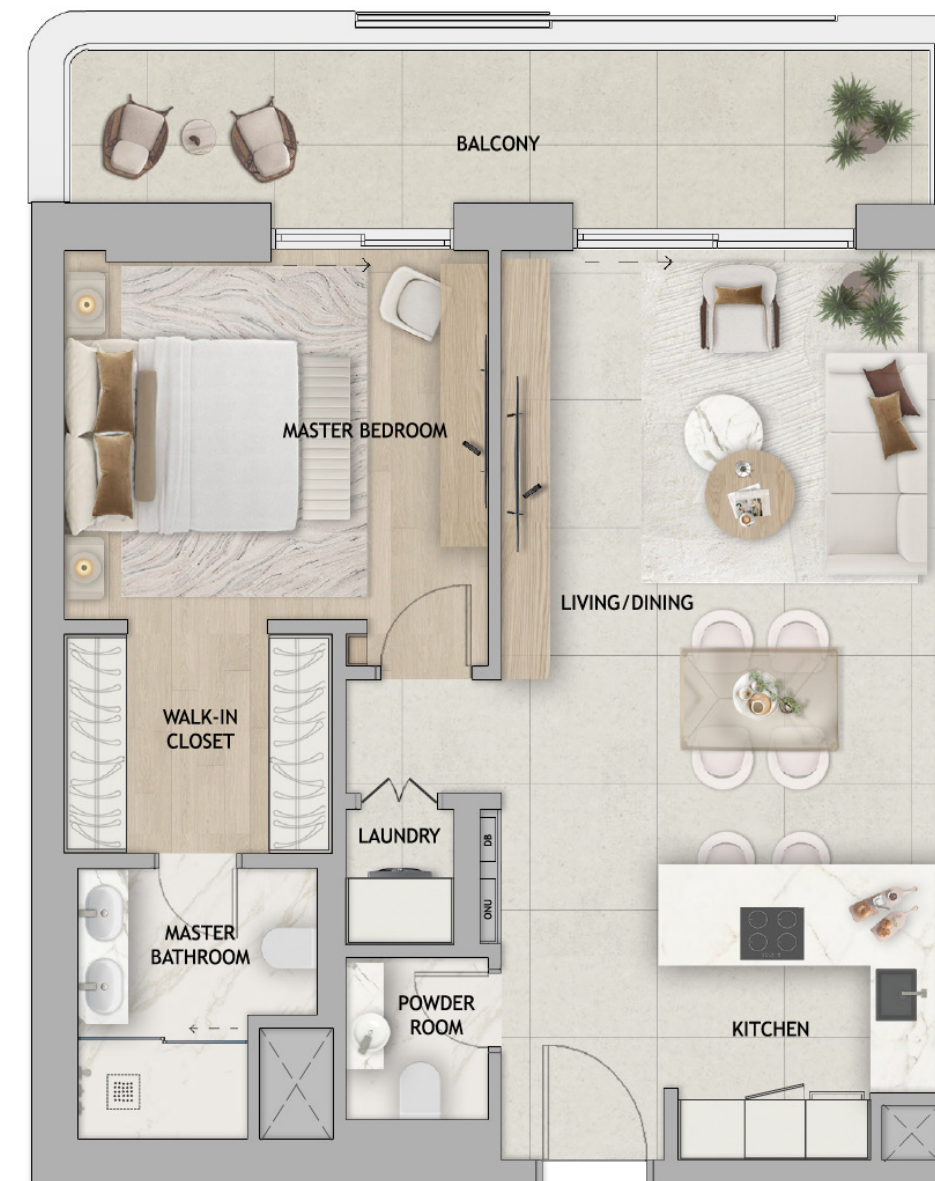 BALCONY
MASTER BEDROOM
LIVING/DINING
WALK-IN
CLOSET
LAUNDRY
DB
ONU
MASTER
BATHROOM
POWDER
ROOM
KITCHEN